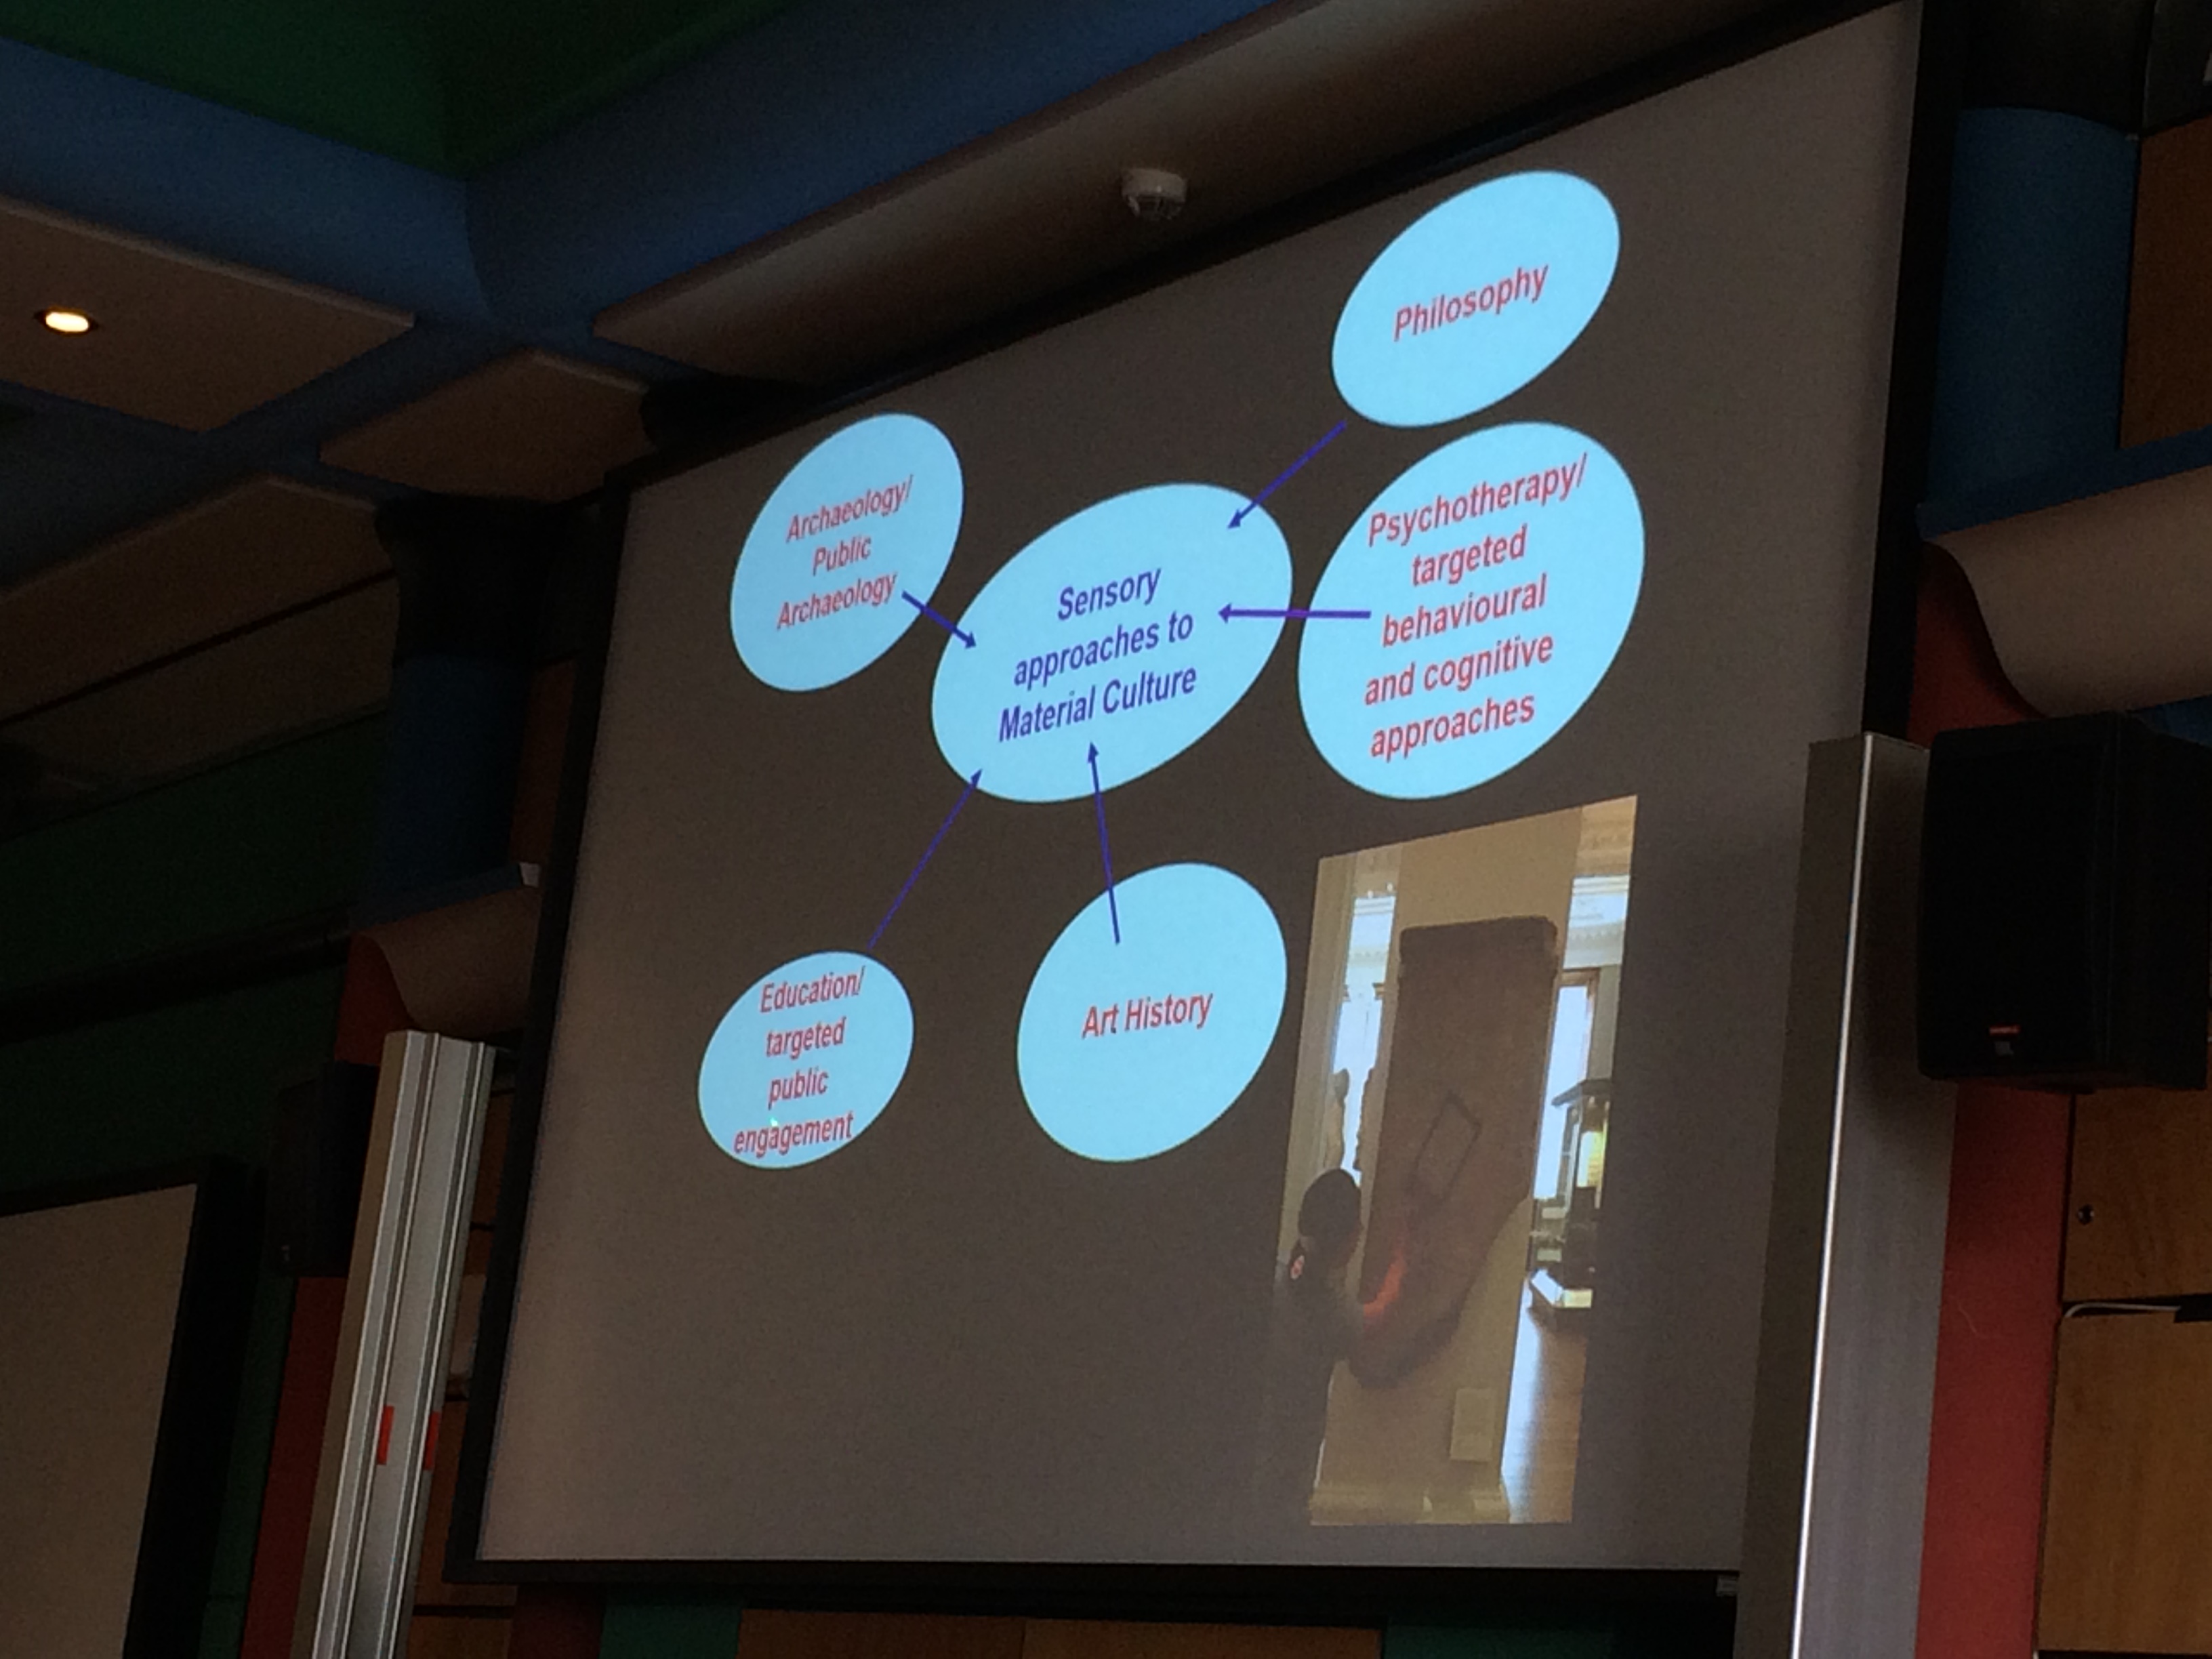 Philosophy
Archaeology/
Public
Archaeology
Sensory
approaches to
Material Culture
Psychotherapy/
targeted
behavioural
and cognitive
approaches
Education/
targeted
public
engagement
Art History